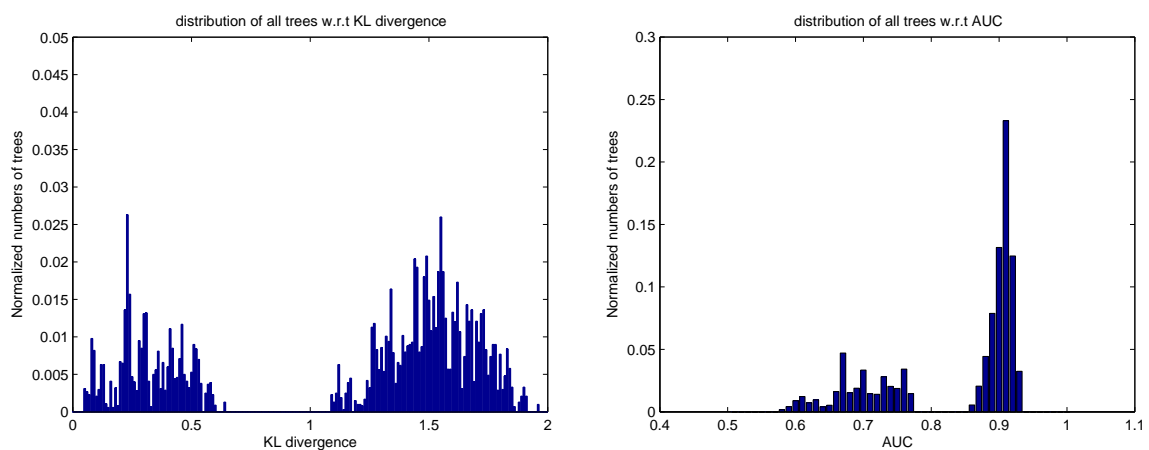 distribution of all trees w.r.t KL divergence
0.05
0.045
0.04
0.035
0.03
0.025
0.02
0.015
0.01
0.005
0
Normalized numbers of trees
0 0.5 1 1.5 2
KL divergence
distribution of all trees w.r.t AUC
0.3
0.25
0.2
0.15
0.1
0.05
0
Normalized numbers of trees
0.4 0.5 0.6 0.7 0.8 0.9 1 1.1
AUC